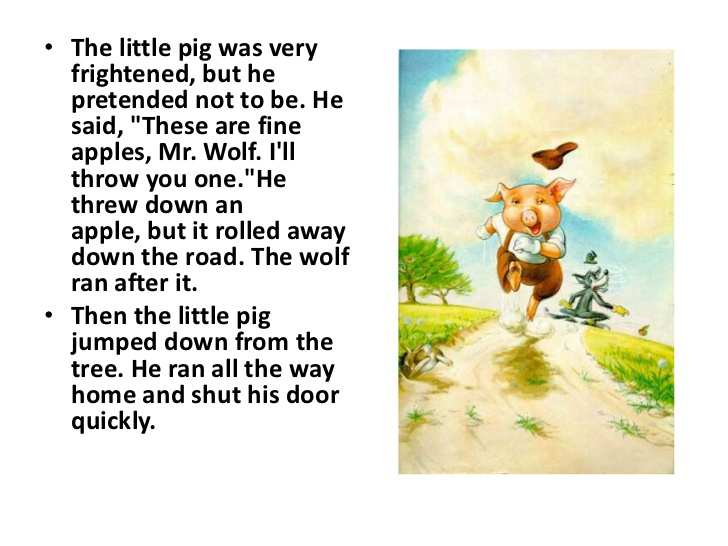 • The little pig was very
frightened, but he
pretended not to be. He
said, "These are fine
apples, Mr. Wolf. I'll
throw you one."He
threw down an
apple, but it rolled away
down the road. The wolf
ran after it.
• Then the little pig
jumped down from the
tree. He ran all the way
home and shut his door
quickly.